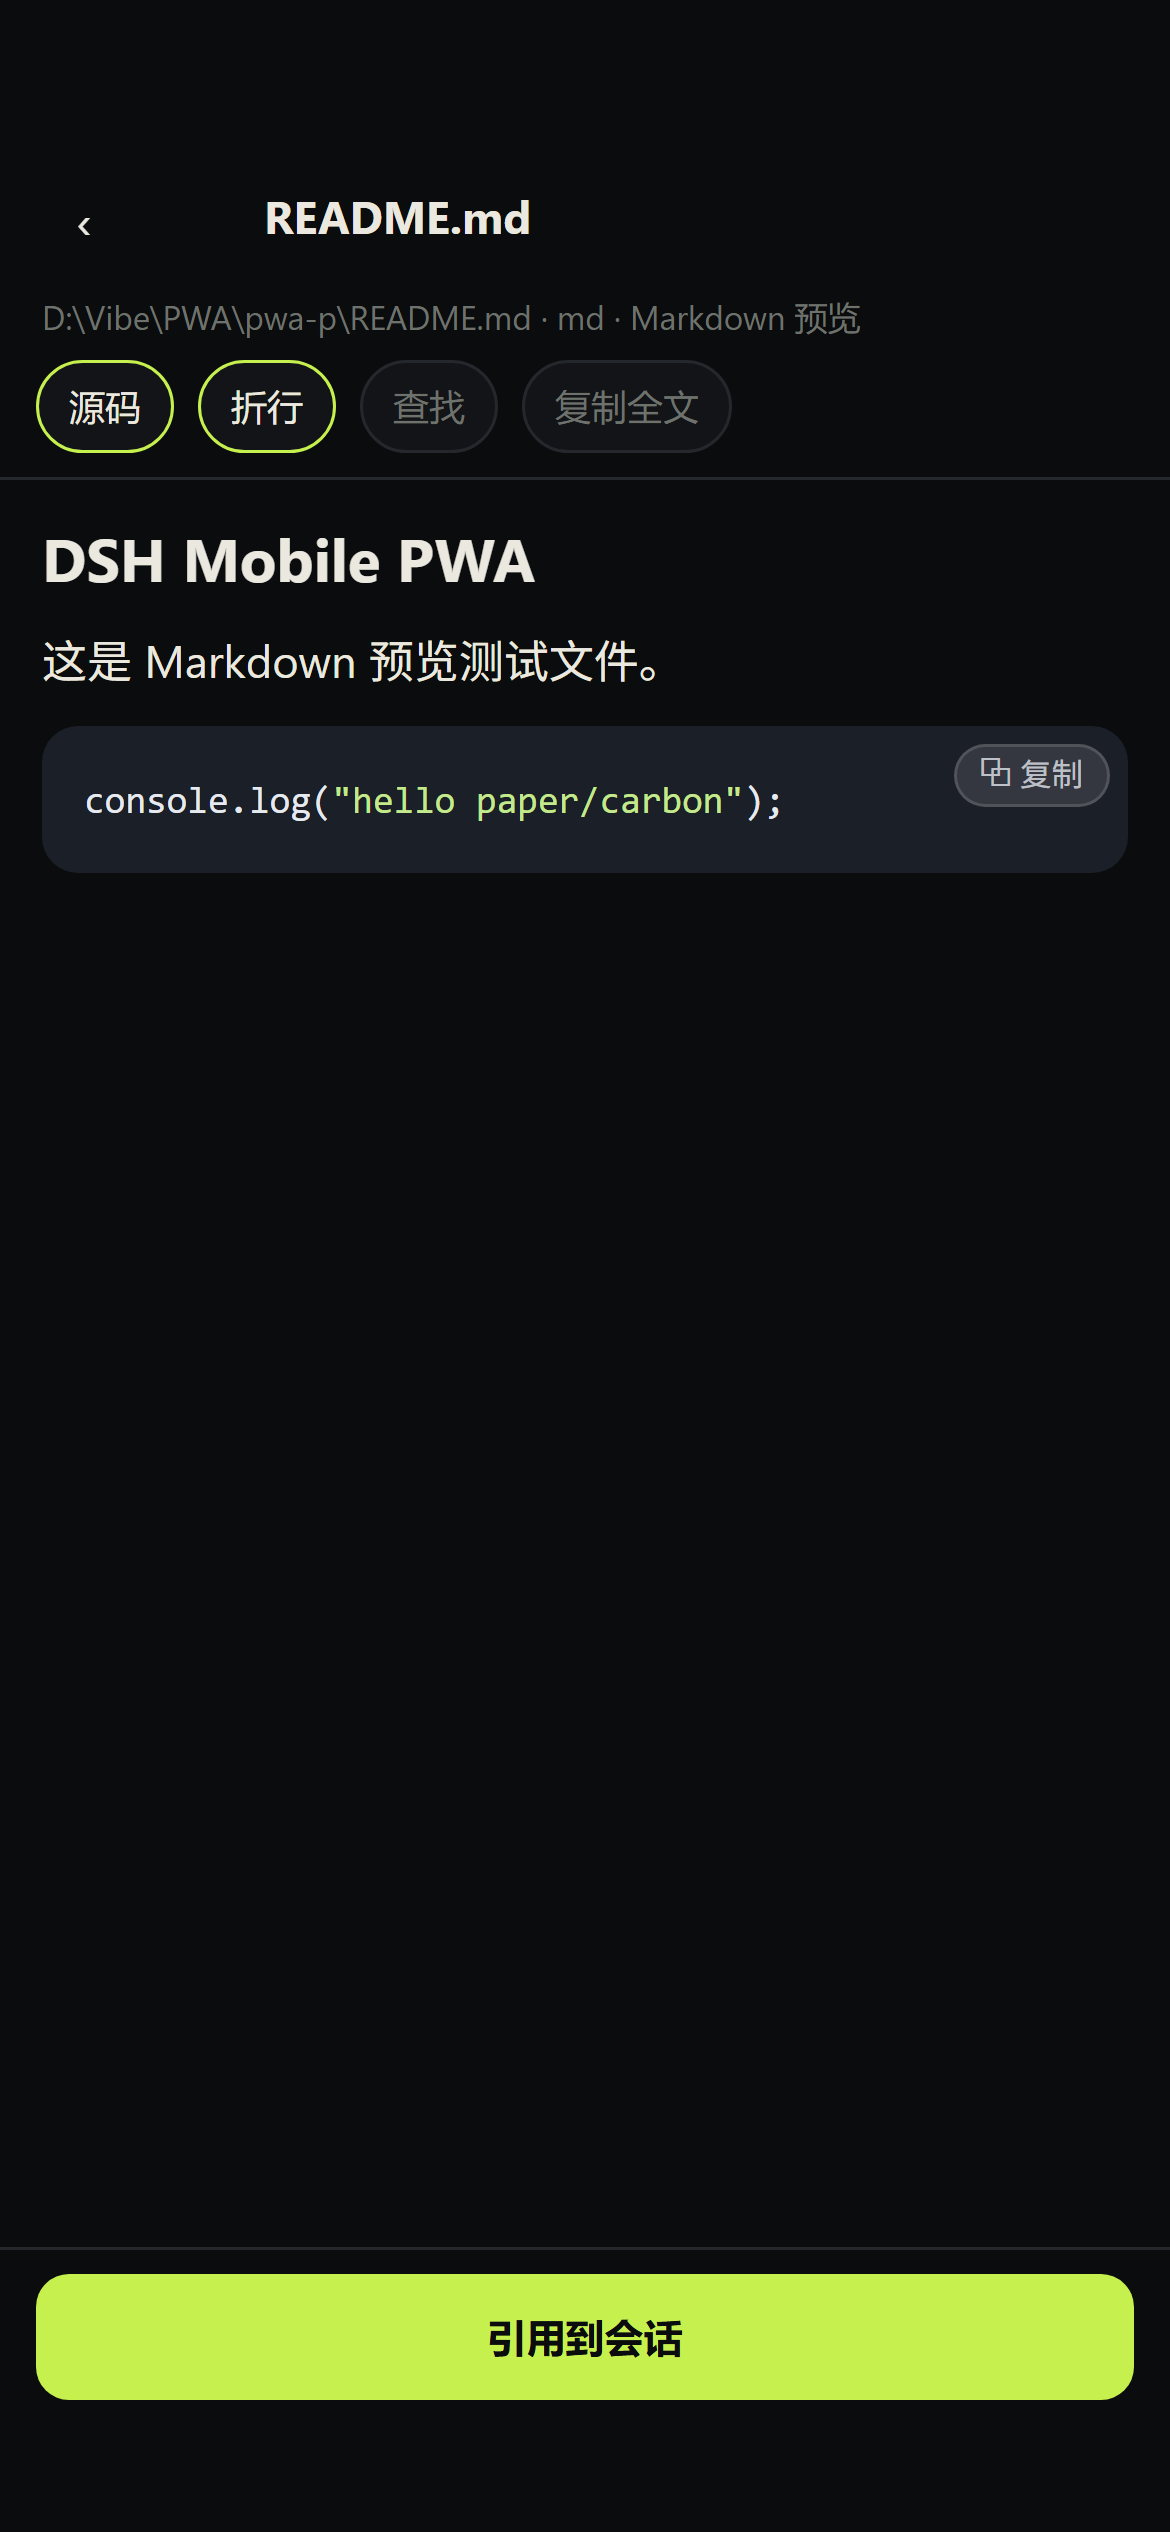 ‹ README.md
D:\Vibe\PWA\pwa-p\README.md · md · Markdown 预览
源码 折行 查找 复制全文
DSH Mobile PWA
这是 Markdown 预览测试文件。
复制
console.log("hello paper/carbon");
引用到会话